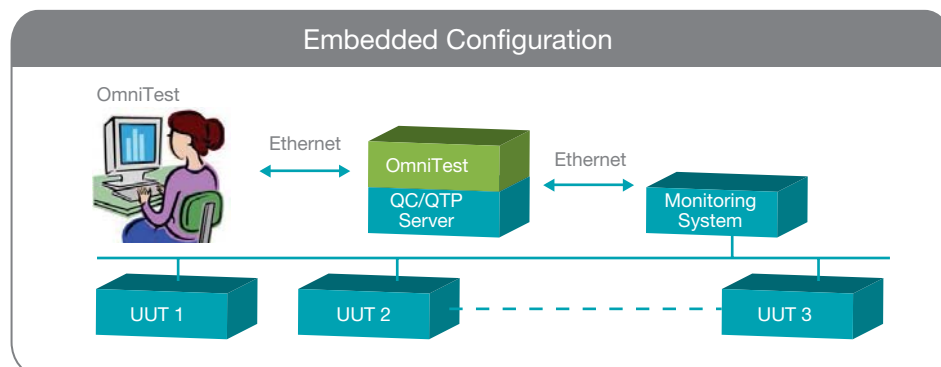 Embedded Configuration
OmniTest
Ethernet
OmniTest
QC/QTP
Server
Ethernet
Monitoring
System
UUT 1
UUT 2
UUT 3